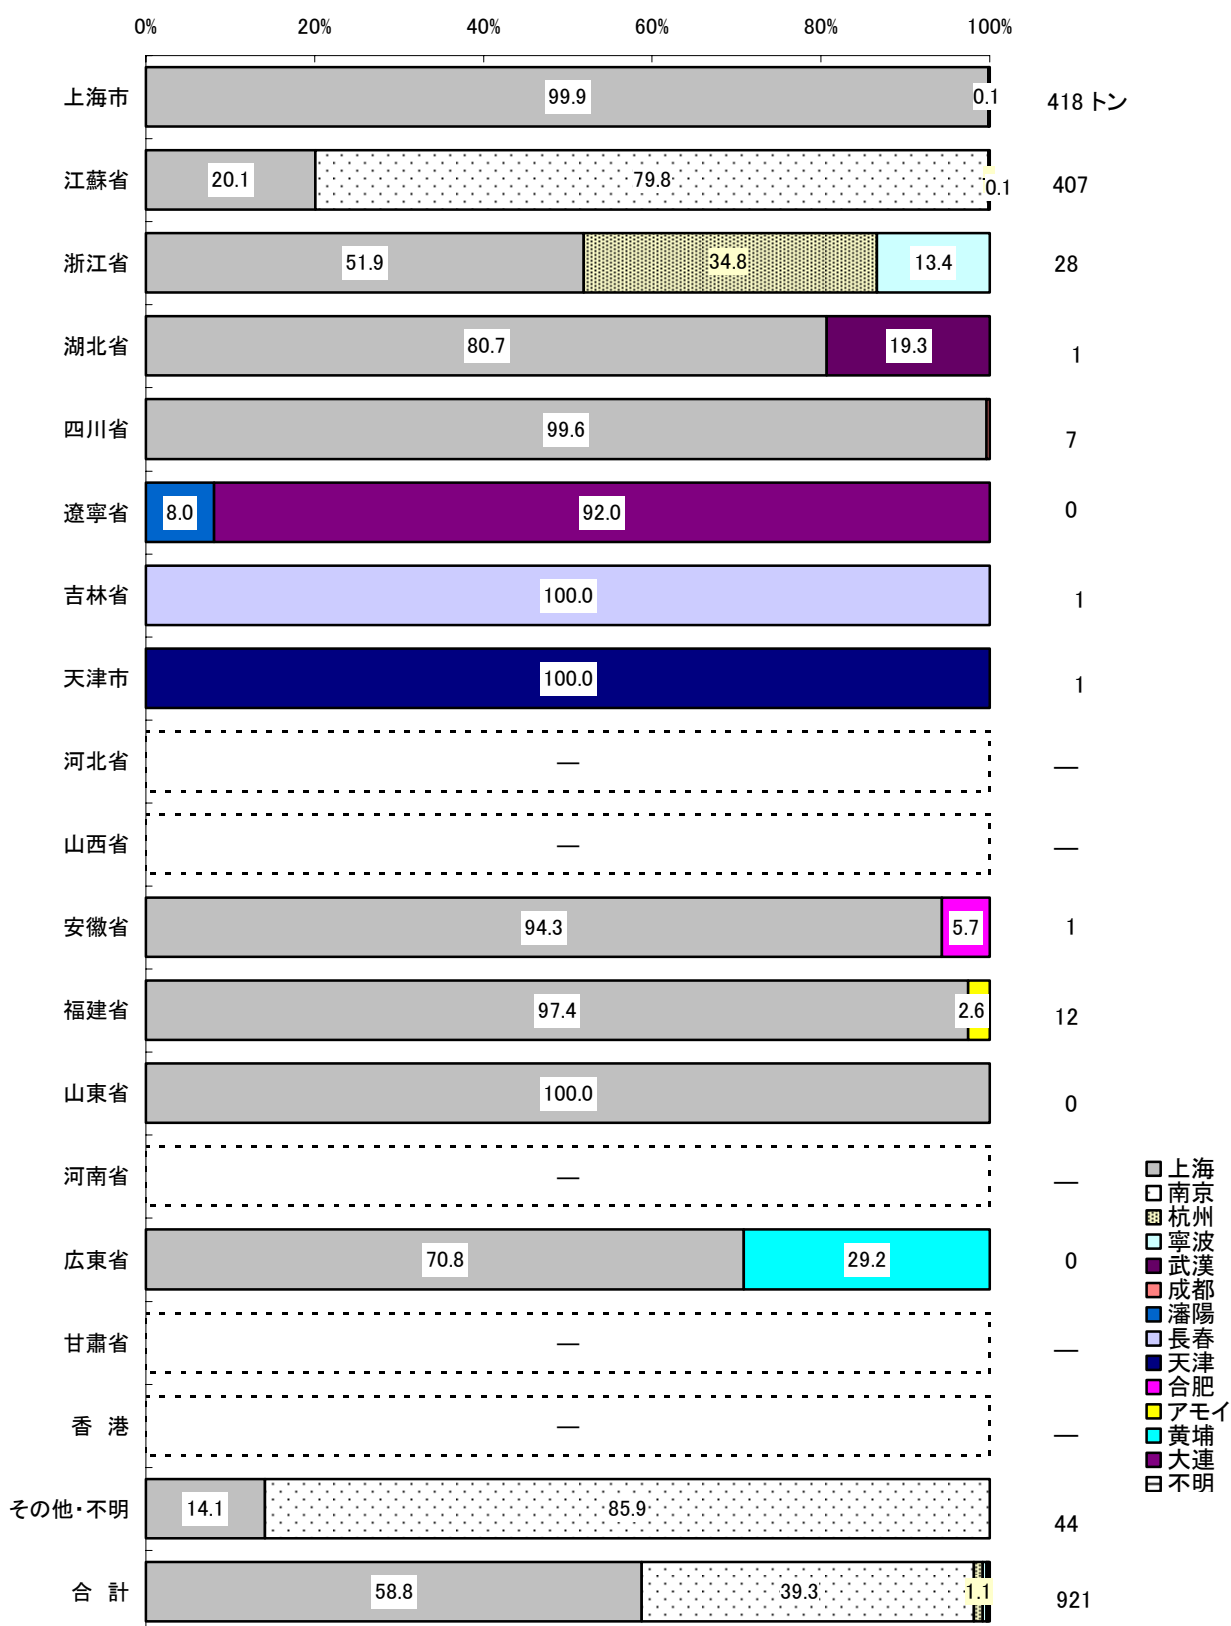 0% 20% 40% 60% 80% 100%
上海市 99.9 0.1 418 トン
江蘇省 20.1 79.8 0.1 407
浙江省 51.9 34.8 13.4 28
湖北省 80.7 19.3 1
四川省 99.6 7
遼寧省 8.0 92.0 0
吉林省 100.0 1
天津市 100.0 1
河北省 ― ―
山西省 ― ―
安徽省 94.3 5.7 1
福建省 97.4 2.6 12
山東省 100.0 0
河南省 ― ―
広東省 70.8 29.2 0
甘粛省 ― ―
香 港 ― ―
その他・不明 14.1 85.9 44
合 計 58.8 39.3 1.1 921
上海
南京
杭州
寧波
武漢
成都
瀋陽
長春
天津
合肥
アモイ
黄埔
大連
不明